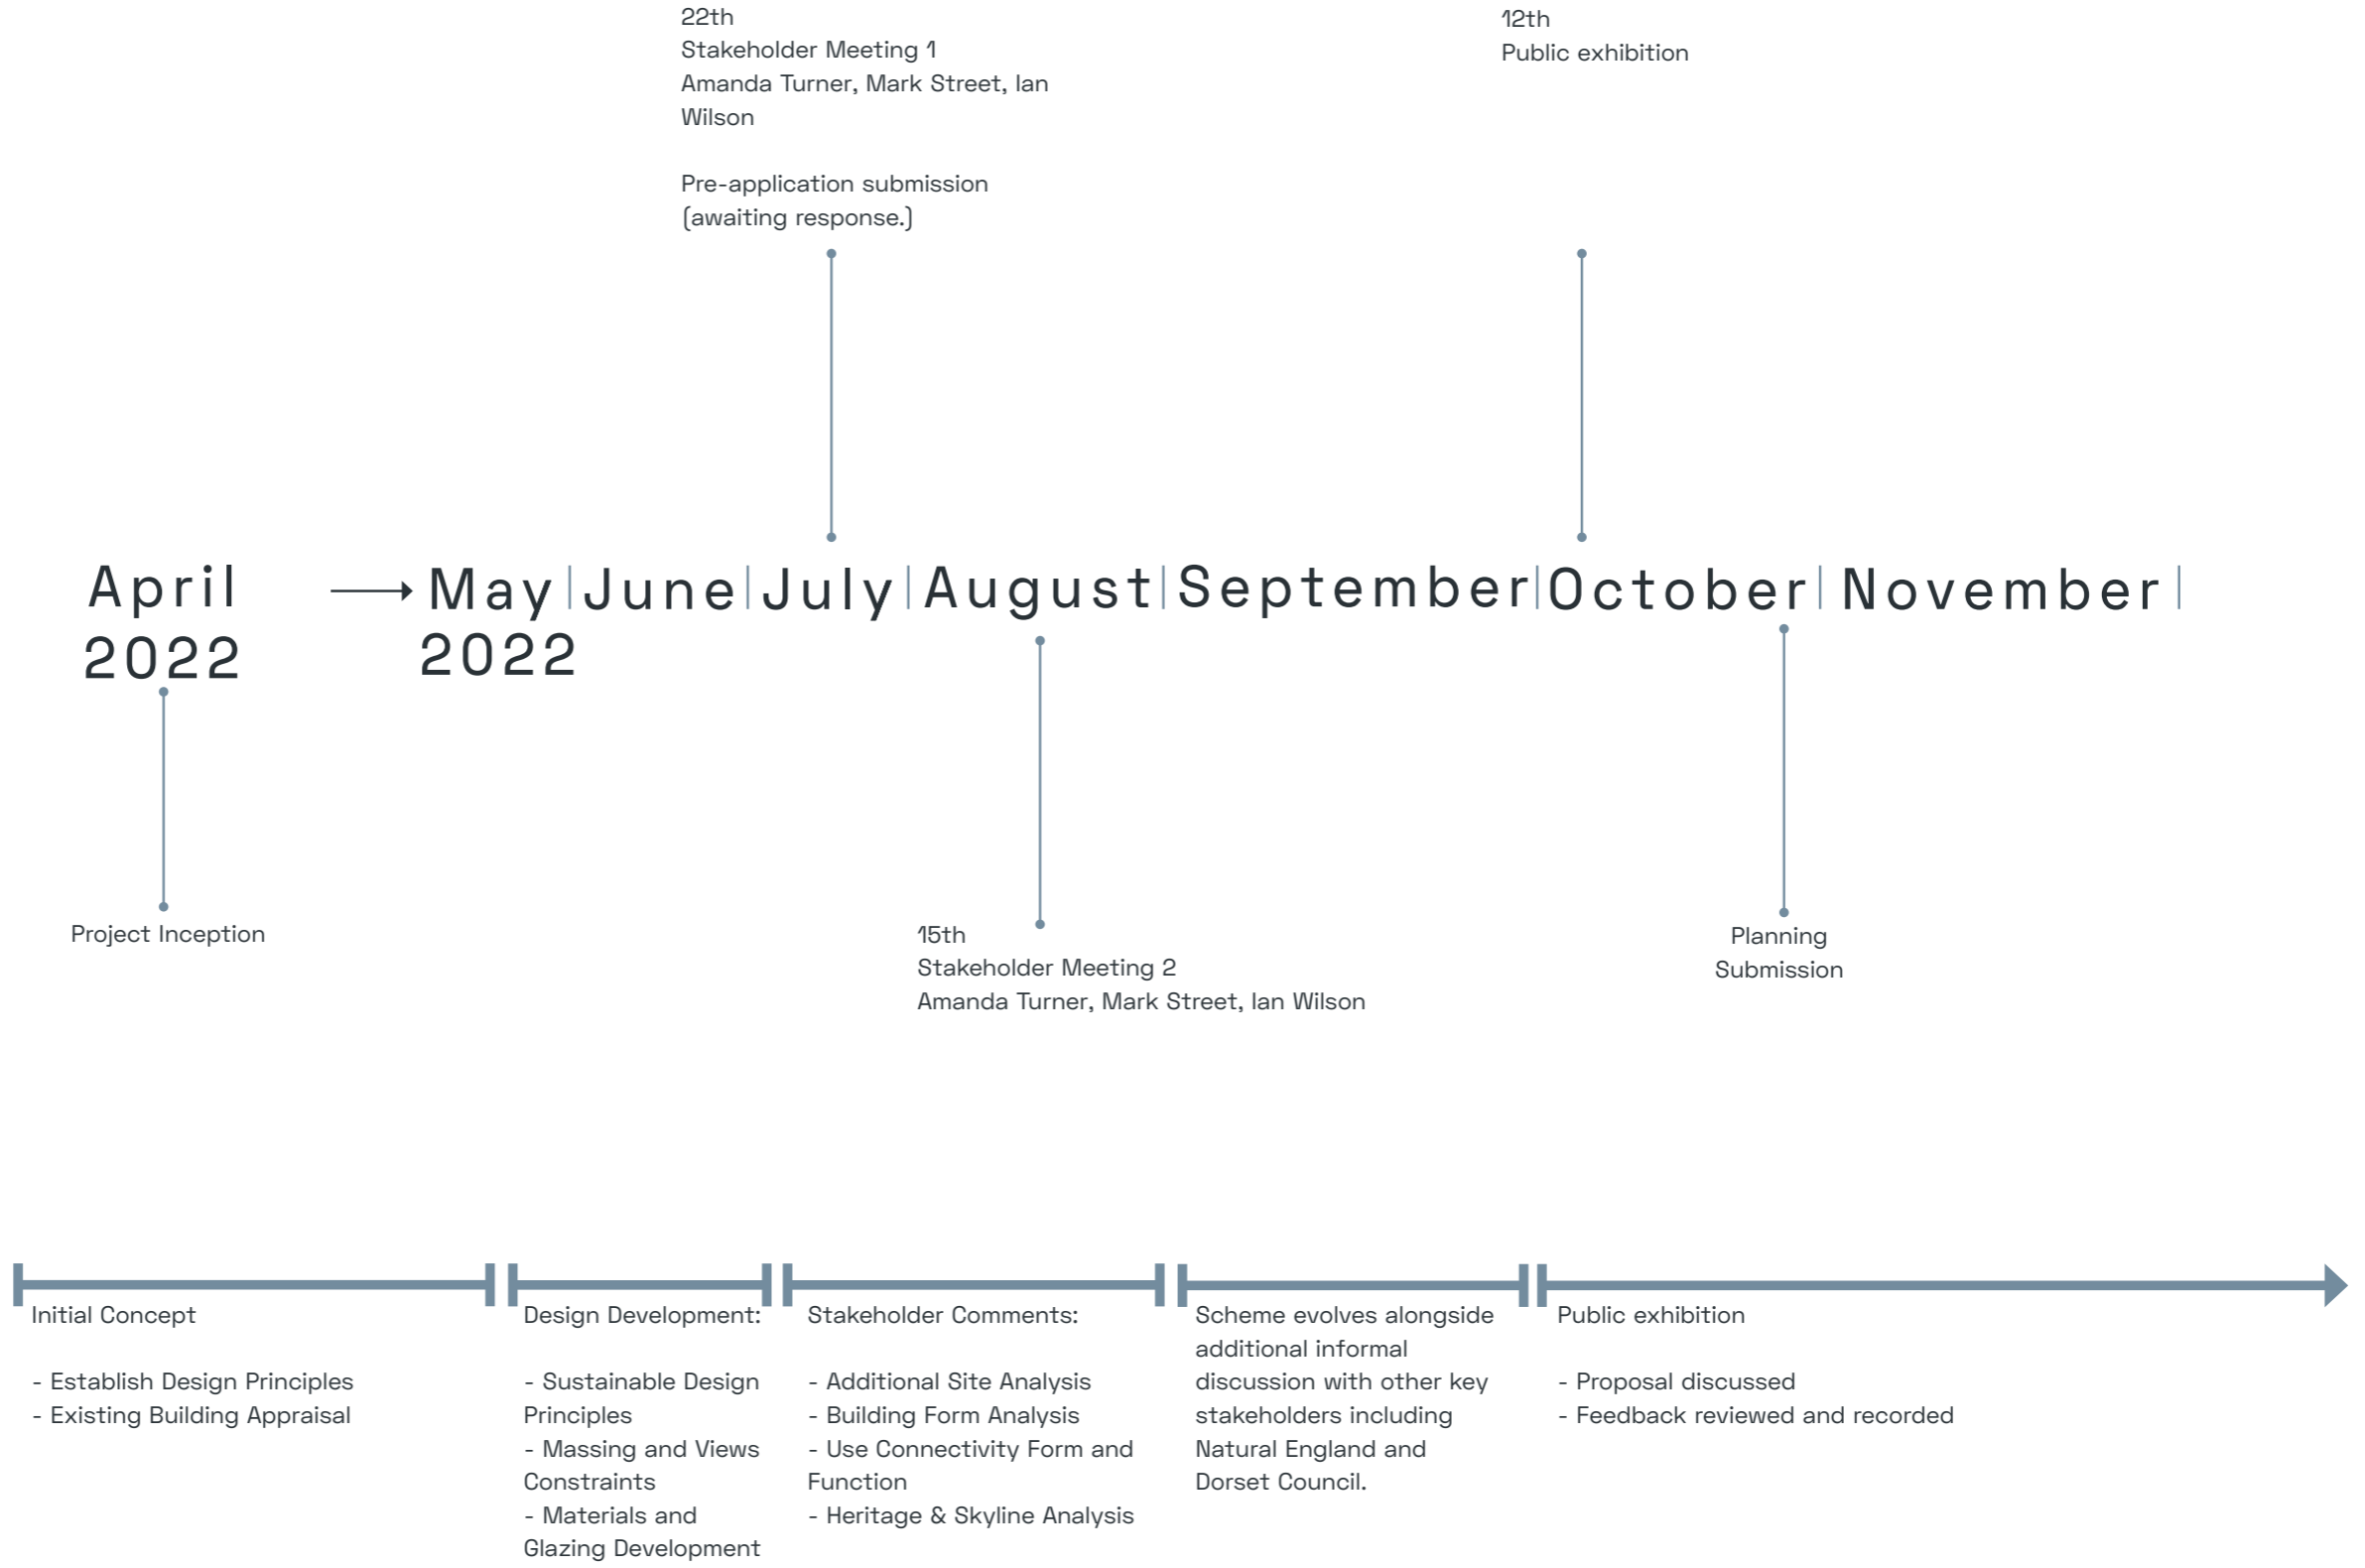 22th
Stakeholder Meeting 1
Amanda Turner, Mark Street, Ian
Wilson
Pre-application submission
(awaiting response.)
12th
Public exhibition
April
2022
May
2022
June
July
August
September
October
November
Project Inception
15th
Stakeholder Meeting 2
Amanda Turner, Mark Street, Ian Wilson
Planning
Submission
Initial Concept
- Establish Design Principles
- Existing Building Appraisal
Design Development:
- Sustainable Design
Principles
- Massing and Views
Constraints
- Materials and
Glazing Development
Stakeholder Comments:
- Additional Site Analysis
- Building Form Analysis
- Use Connectivity Form and
Function
- Heritage & Skyline Analysis
Scheme evolves alongside
additional informal
discussion with other key
stakeholders including
Natural England and
Dorset Council.
Public exhibition
- Proposal discussed
- Feedback reviewed and recorded